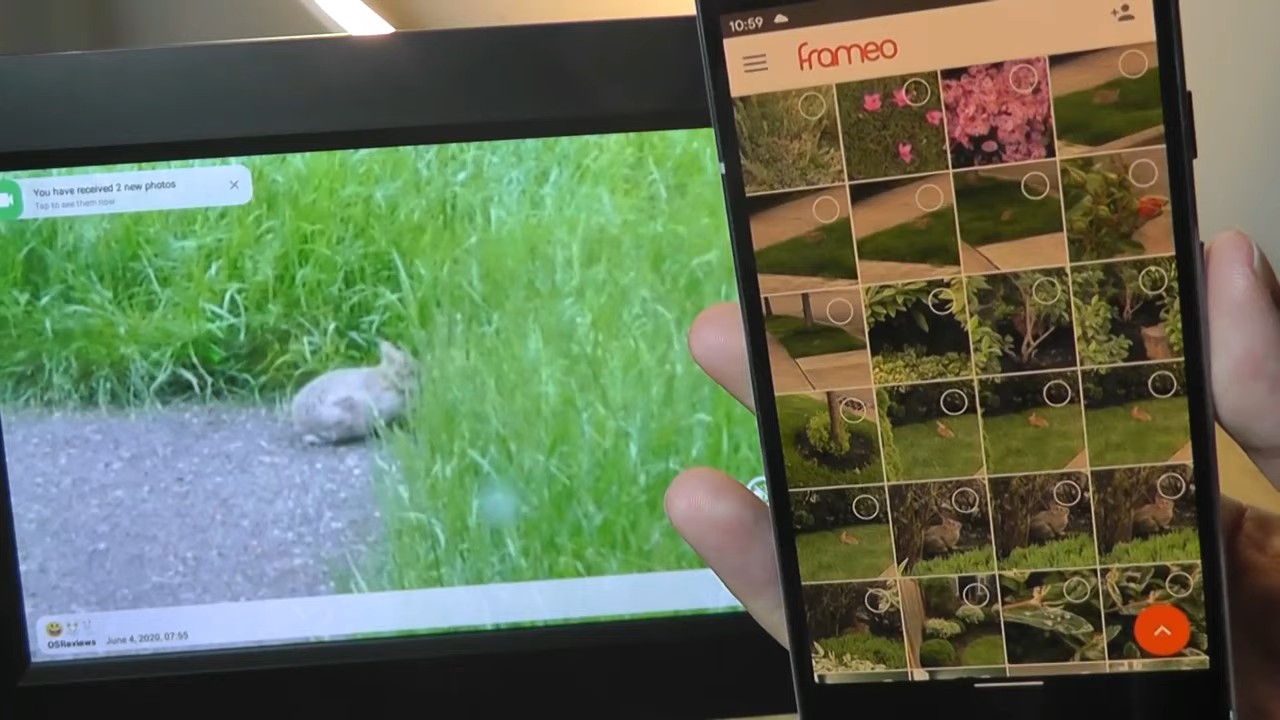 You have received 2 new photos
Tap to see them now
OSReviews June 4, 2020, 07:55
10:59
frameo